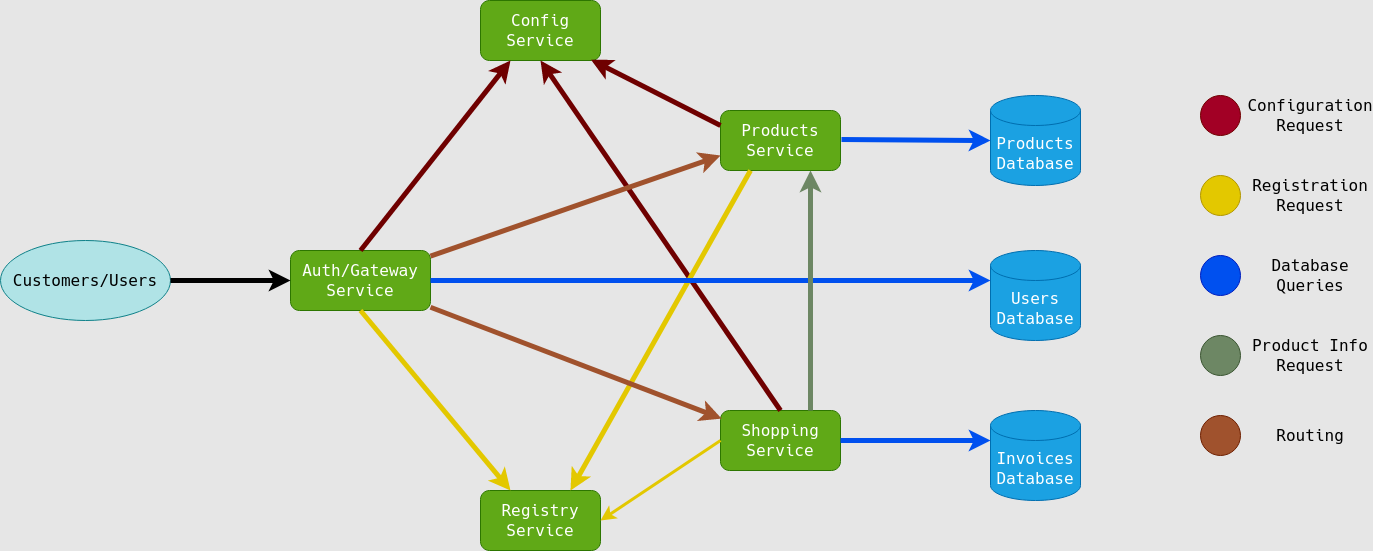 Config
Service
Products
Service
Products
Database
Configuration
Request
Registration
Request
Customers/Users
Auth/Gateway
Service
Users
Database
Database
Queries
Product Info
Request
Shopping
Service
Invoices
Database
Routing
Registry
Service